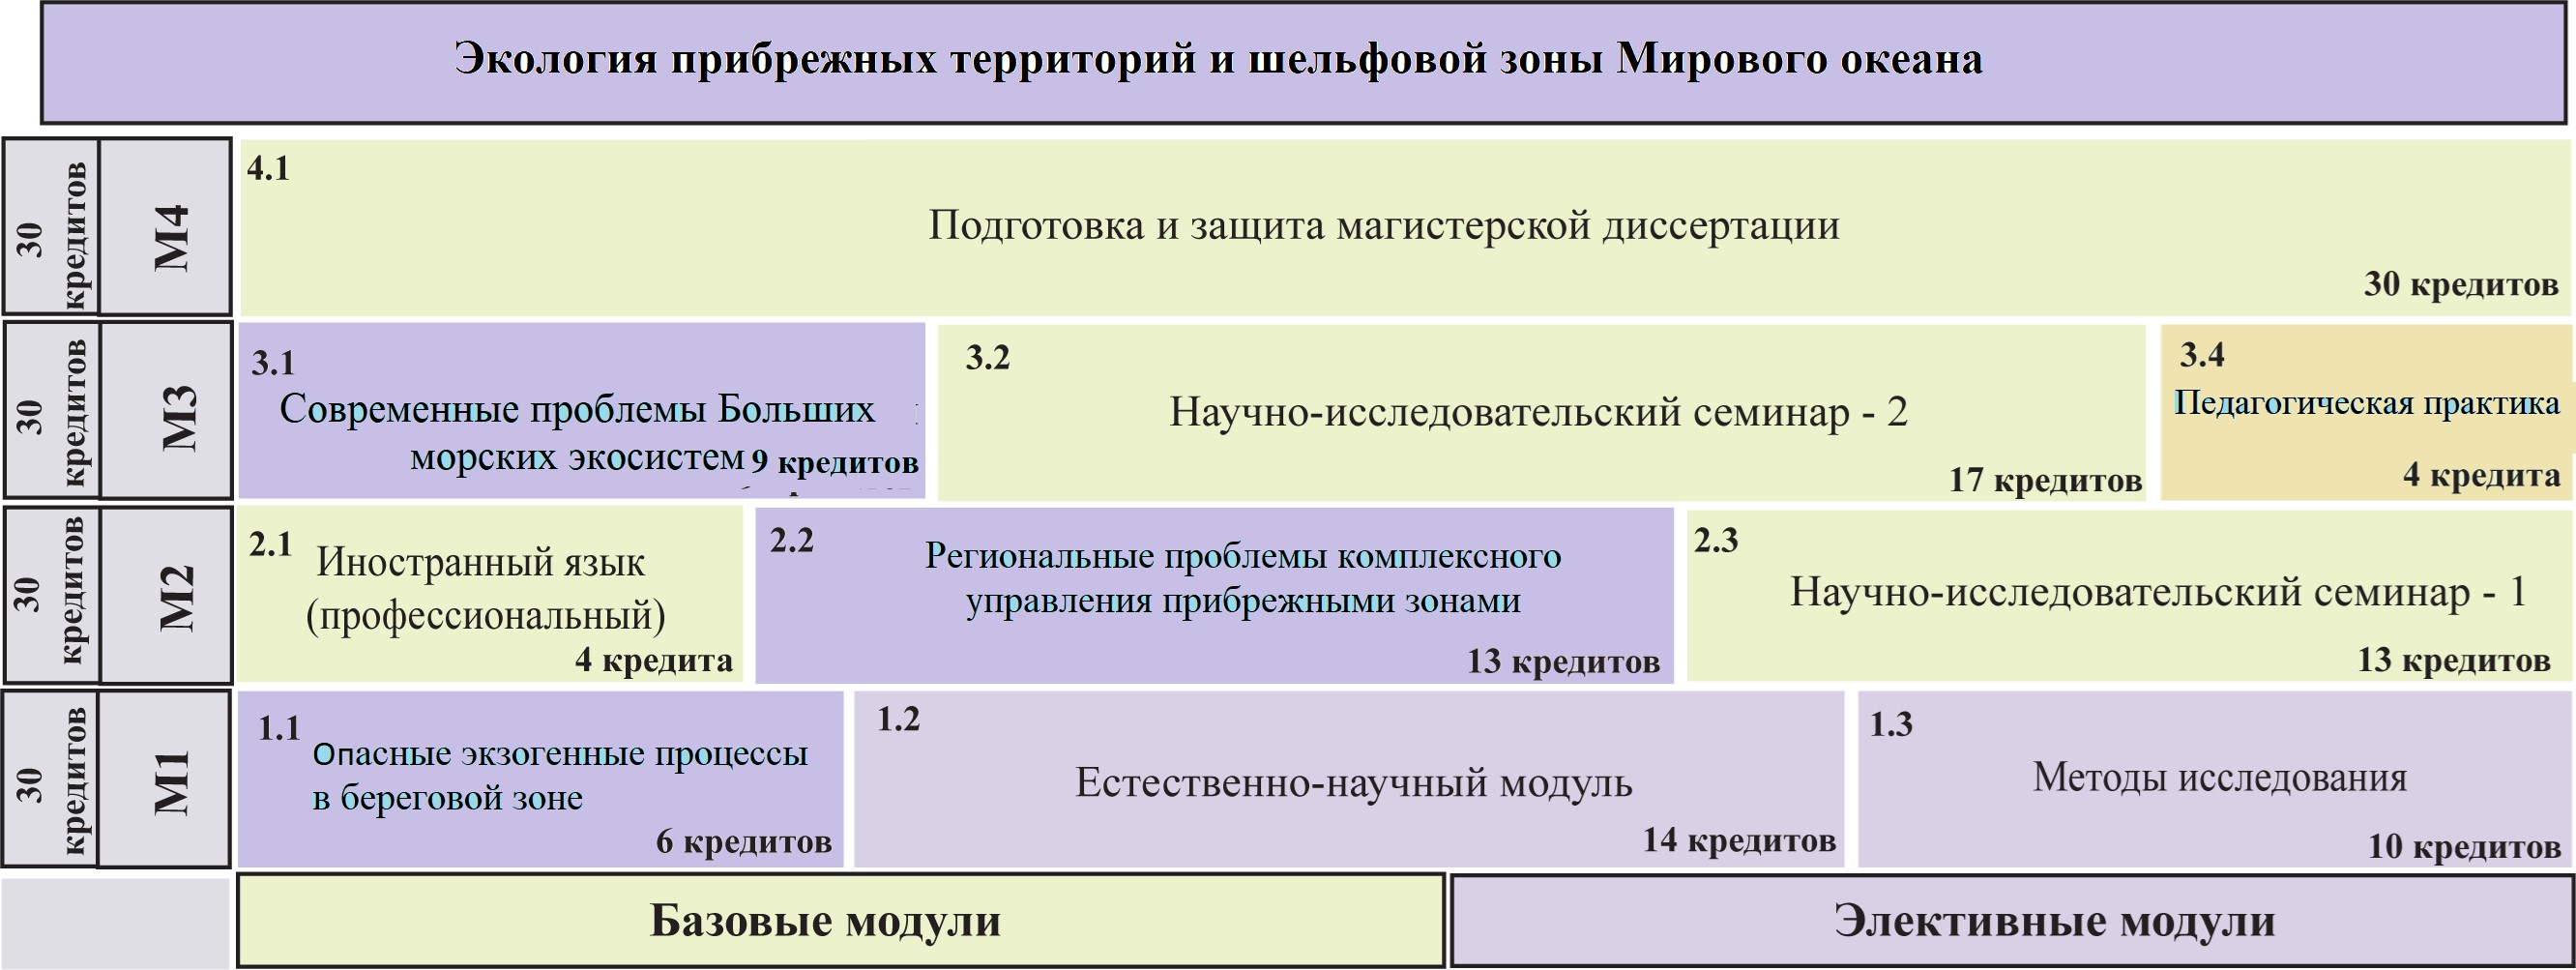 Экология прибрежных территорий и шельфовой зоны Мирового океана
30
кредитов
М4
4.1
Подготовка и защита магистерской диссертации
30 кредитов
30
кредитов
М3
3.1
Современные проблемы Больших
морских экосистем
9 кредитов
3.2
Научно-исследовательский семинар - 2
17 кредитов
3.4
Педагогическая практика
4 кредита
30
кредитов
М2
2.1
Иностранный язык
(профессиональный)
4 кредита
2.2
Региональные проблемы комплексного
управления прибрежными зонами
13 кредитов
2.3
Научно-исследовательский семинар - 1
13 кредитов
30
кредитов
М1
1.1
Опасные экзогенные процессы
в береговой зоне
6 кредитов
1.2
Естественно-научный модуль
14 кредитов
1.3
Методы исследования
10 кредитов
Базовые модули
Элективные модули